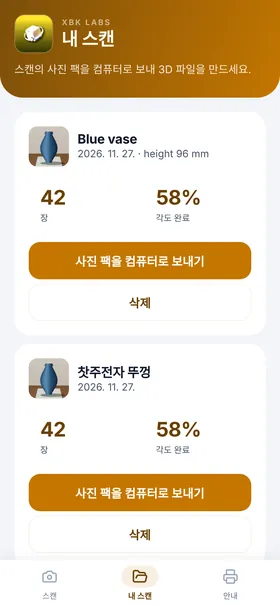 XBK LABS
내 스캔
스캔의 사진 팩을 컴퓨터로 보내 3D 파일을 만드세요.
Blue vase
2026. 11. 27. · height 96 mm
42
58%
장
각도 완료
사진 팩을 컴퓨터로 보내기
삭제
찻주전자 뚜껑
2026. 11. 27.
42
58%
장
각도 완료
사진 팩을 컴퓨터로 보내기
삭제
스캔
내 스캔
안내